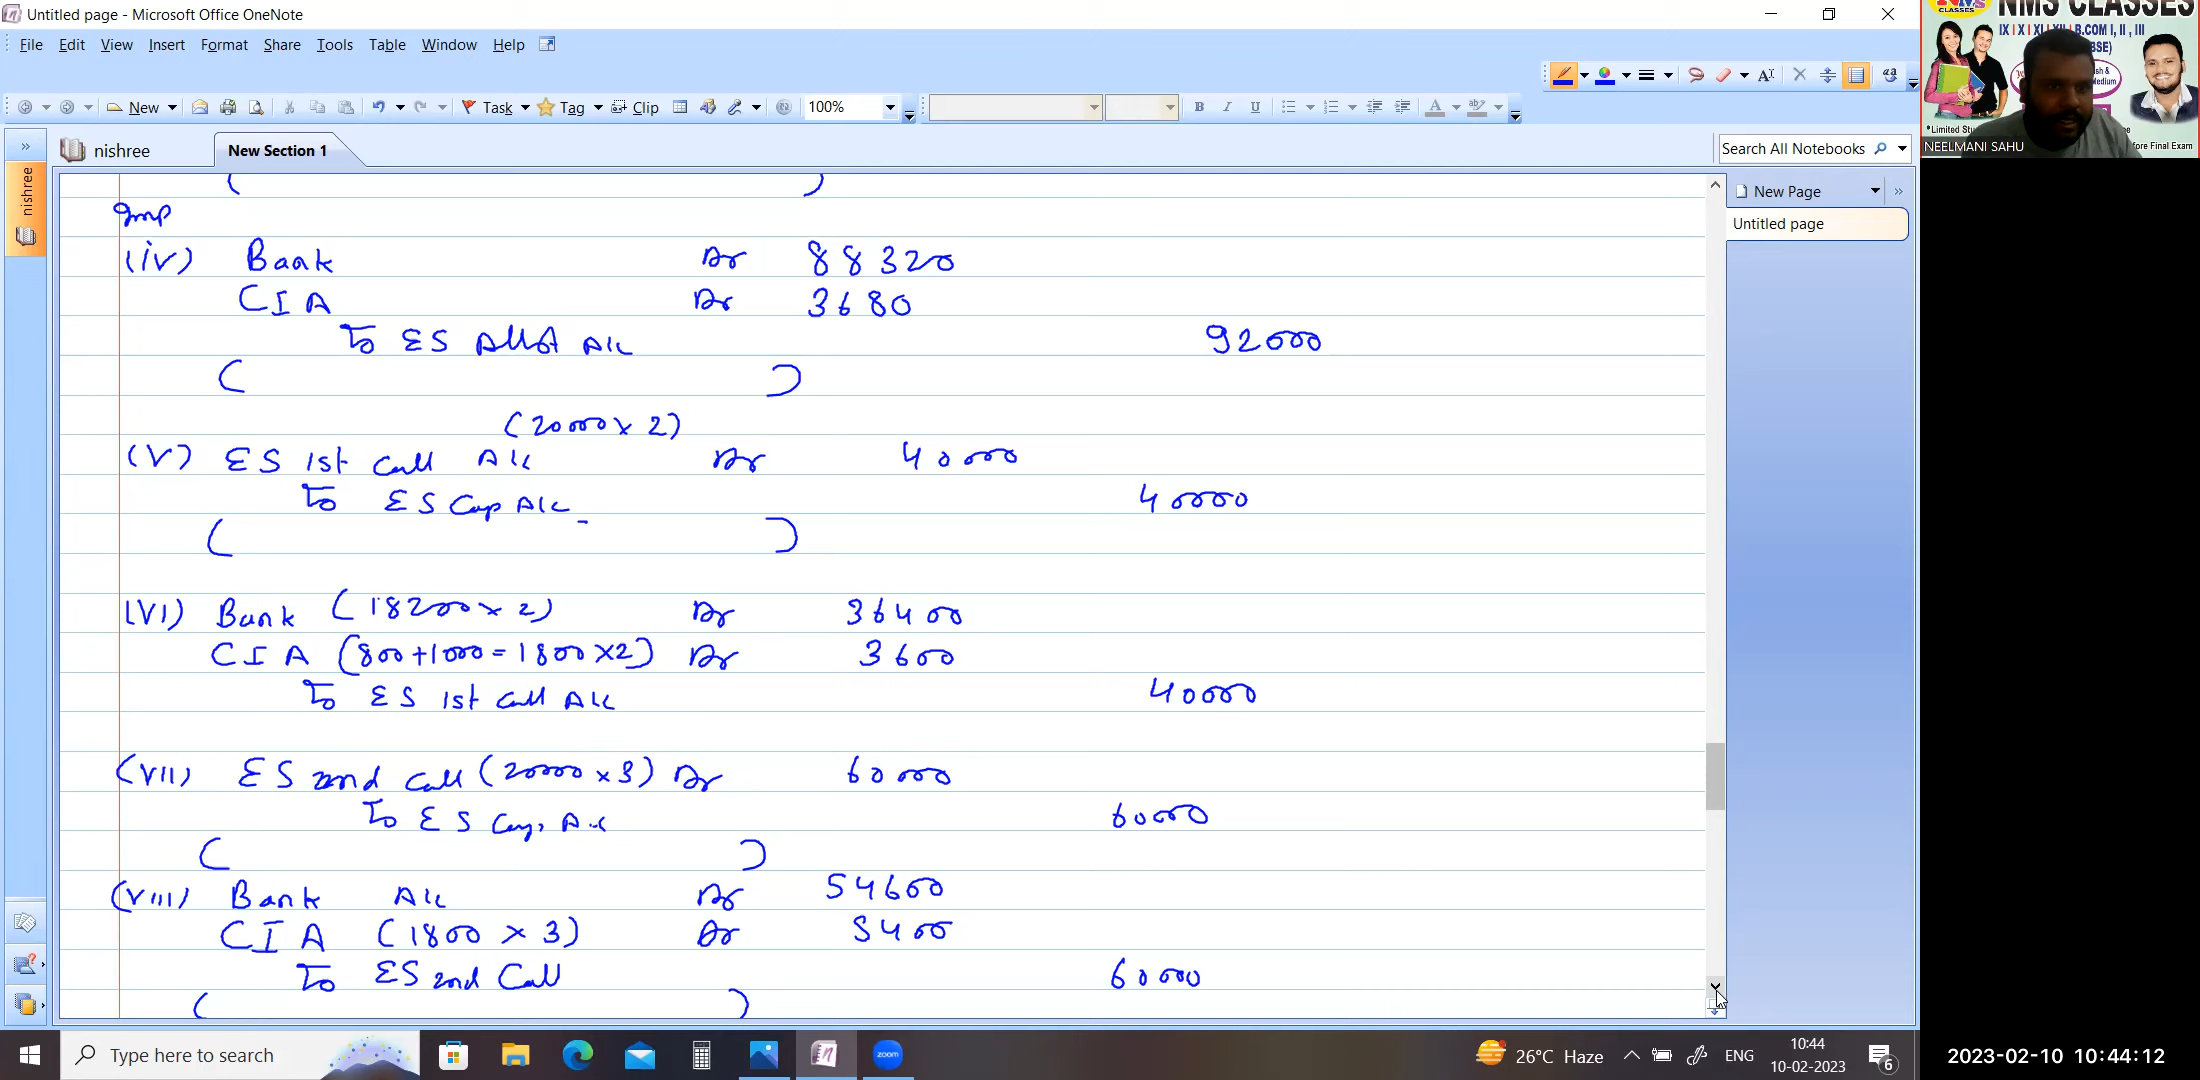 Untitled page - Microsoft Office OneNote
File Edit View Insert Format Share Tools Table Window Help
New Task Tag Clip 100% B I U
nishree New Section 1 Search All Notebooks
nishree
New Page
Untitled page
Imp
(iv) Bank Dr 88320
CIA Dr 3680
To ES Allot A/c 92000
( )
(20000 x 2)
(V) ES 1st Call A/c Dr 40000
To ES Cap A/c 40000
( )
(VI) Bank (18200 x 2) Dr 36400
CIA (800+1000=1800x2) Dr 3600
To ES 1st Call A/c 40000
(VII) ES 2nd Call (20000 x 3) Dr 60000
To ES Cap. A/c 60000
( )
(VIII) Bank A/c Dr 54600
CIA (1800 x 3) Dr 5400
To ES 2nd Call 60000
( )
NMS CLASSES
NEELMANI SAHU
Type here to search
zoom
26°C Haze
ENG
10:44
10-02-2023
6
2023-02-10 10:44:12